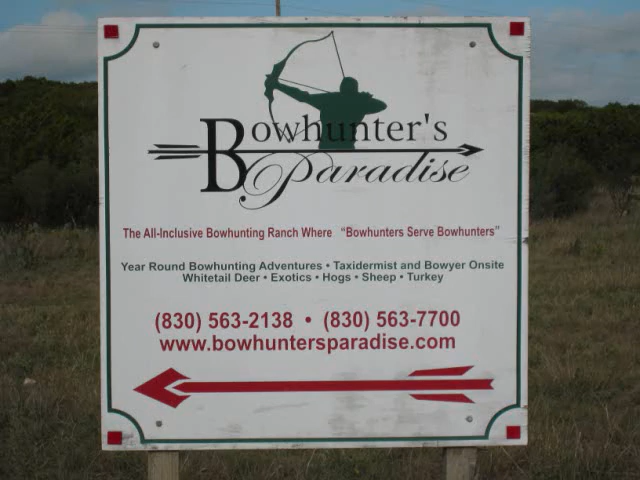 Bowhunter's
Paradise
The All-Inclusive Bowhunting Ranch Where "Bowhunters Serve Bowhunters"
Year Round Bowhunting Adventures • Taxidermist and Bowyer Onsite
Whitetail Deer • Exotics • Hogs • Sheep • Turkey
(830) 563-2138 • (830) 563-7700
www.bowhuntersparadise.com